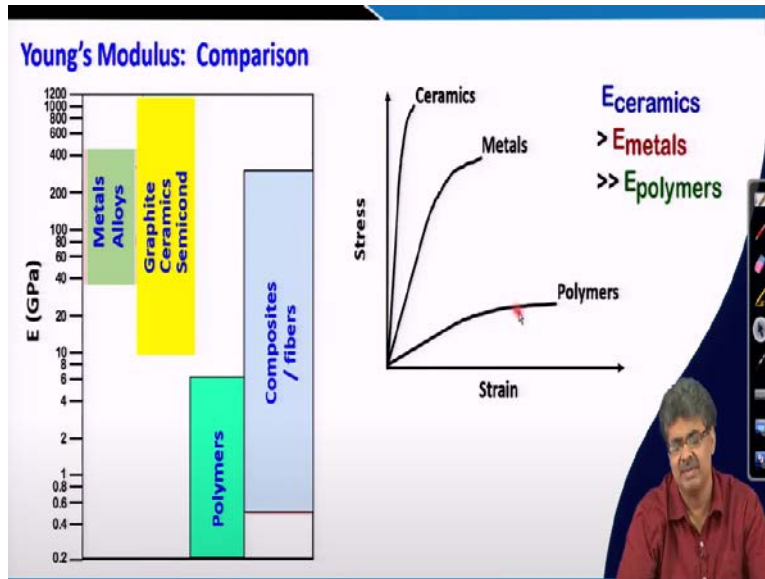 Young's Modulus: Comparison
1200
1000
800
600
400
200
100
80
60
40
20
10
8
6
4
2
1
0.8
0.6
0.4
0.2
E (GPa)
Metals
Alloys
Graphite
Ceramics
Semicond
Polymers
Composites
/ fibers
Stress
Ceramics
Metals
Polymers
Strain
Eceramics
> Emetals
>> Epolymers